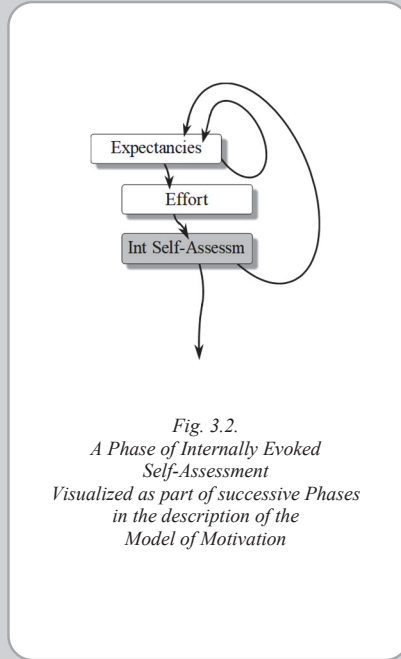 Expectancies
Effort
Int Self-Assessm
Fig. 3.2.
A Phase of Internally Evoked
Self-Assessment
Visualized as part of successive Phases
in the description of the
Model of Motivation